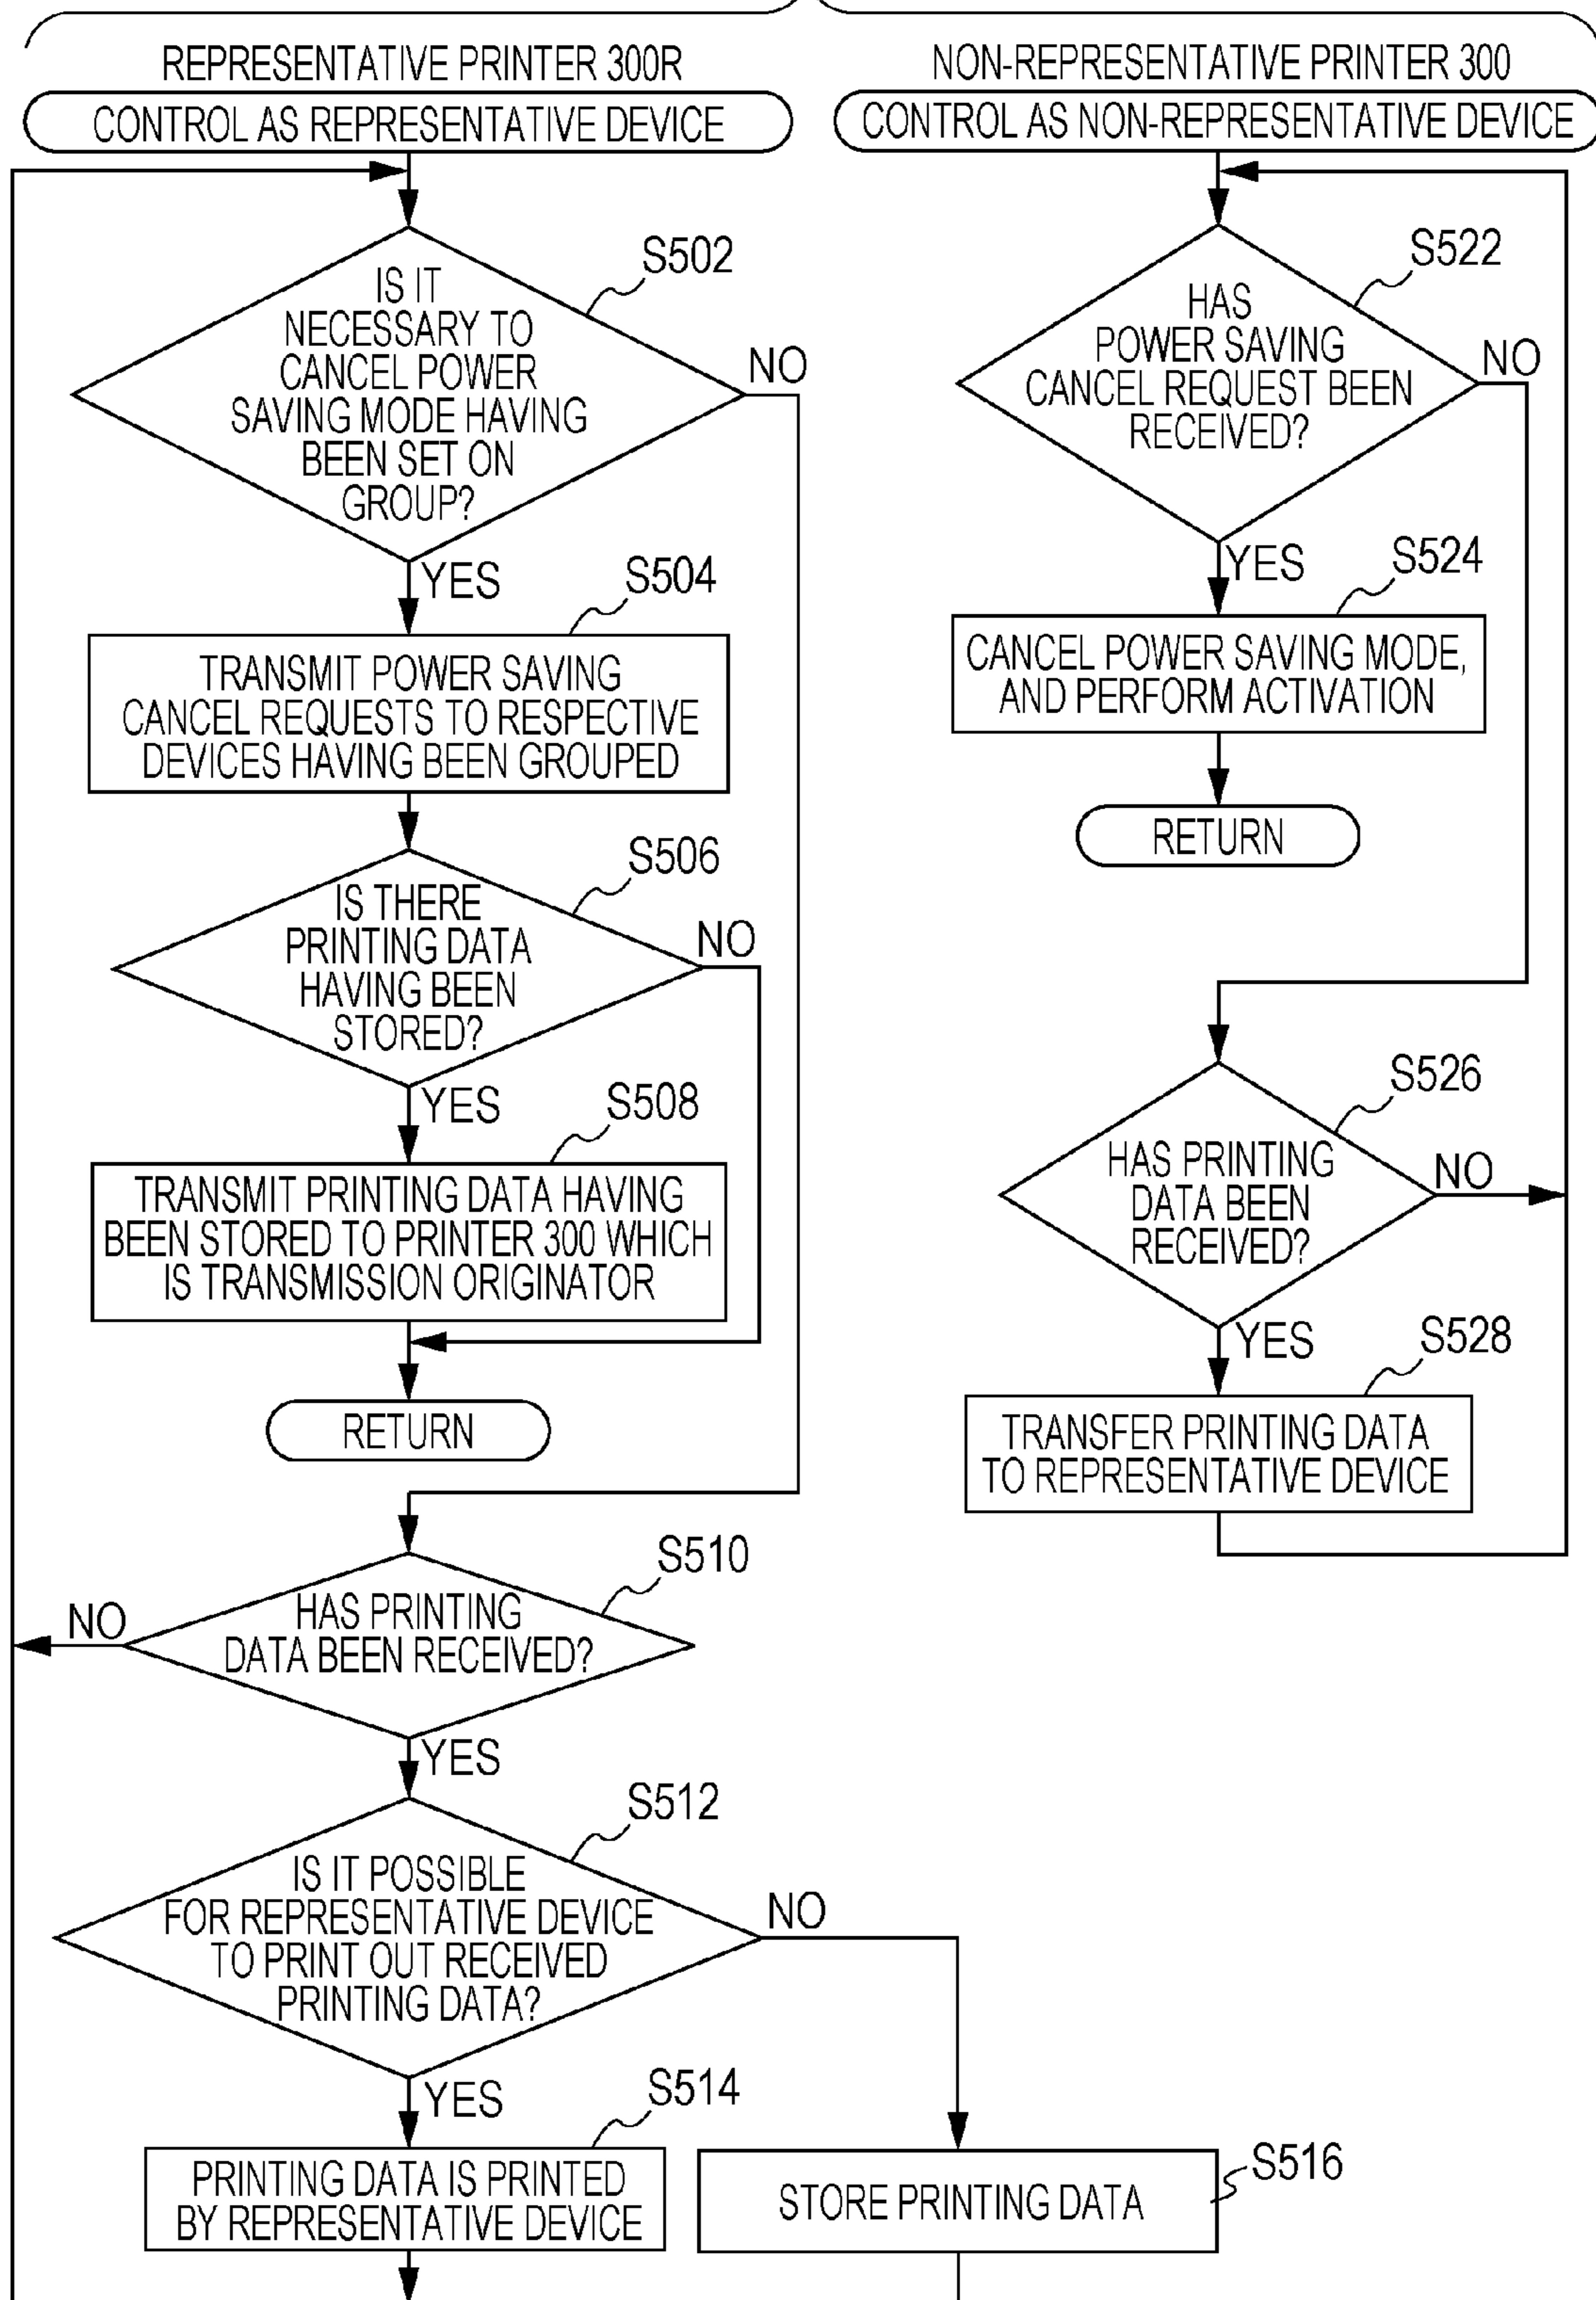 REPRESENTATIVE PRINTER 300R
CONTROL AS REPRESENTATIVE DEVICE
S502
IS IT
NECESSARY TO
CANCEL POWER
SAVING MODE HAVING
BEEN SET ON
GROUP?
NO
YES
S504
TRANSMIT POWER SAVING
CANCEL REQUESTS TO RESPECTIVE
DEVICES HAVING BEEN GROUPED
S506
IS THERE
PRINTING DATA
HAVING BEEN
STORED?
NO
YES
S508
TRANSMIT PRINTING DATA HAVING
BEEN STORED TO PRINTER 300 WHICH
IS TRANSMISSION ORIGINATOR
RETURN
S510
HAS PRINTING
DATA BEEN RECEIVED?
NO
YES
S512
IS IT POSSIBLE
FOR REPRESENTATIVE DEVICE
TO PRINT OUT RECEIVED
PRINTING DATA?
NO
YES
S514
PRINTING DATA IS PRINTED
BY REPRESENTATIVE DEVICE
S516
STORE PRINTING DATA
NON-REPRESENTATIVE PRINTER 300
CONTROL AS NON-REPRESENTATIVE DEVICE
S522
HAS
POWER SAVING
CANCEL REQUEST BEEN
RECEIVED?
NO
YES
S524
CANCEL POWER SAVING MODE,
AND PERFORM ACTIVATION
RETURN
S526
HAS PRINTING
DATA BEEN
RECEIVED?
NO
YES
S528
TRANSFER PRINTING DATA
TO REPRESENTATIVE DEVICE